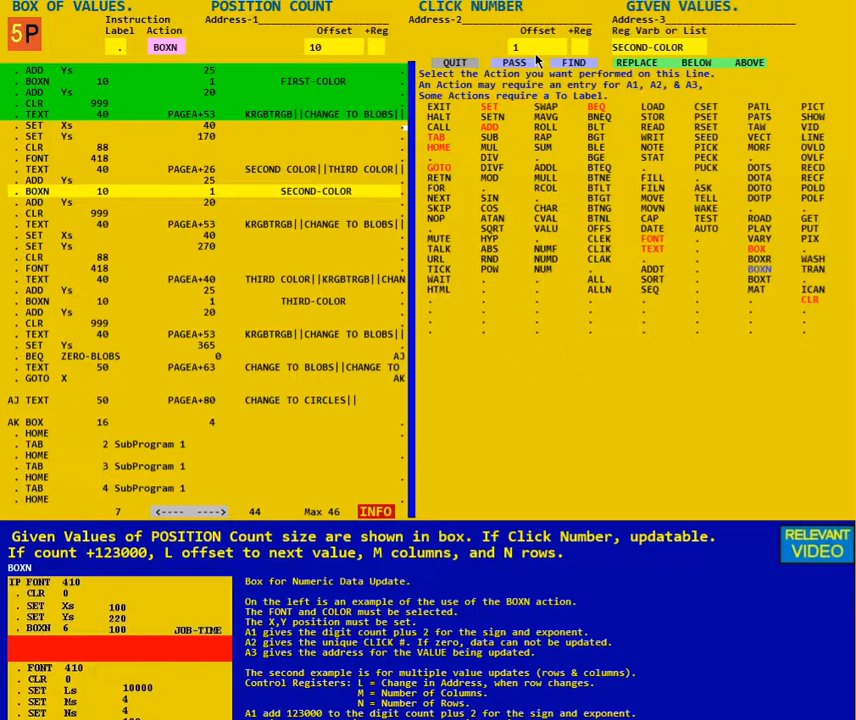 BOX OF VALUES. POSITION COUNT CLICK NUMBER GIVEN VALUES.
5P
Instruction Address-1 Address-2 Address-3
Label Action Offset +Reg Offset +Reg Reg Varb or List
. BOXN 10 1 SECOND-COLOR
QUIT PASS FIND REPLACE BELOW ABOVE
. ADD Ys 25
. BOXN 10 1 FIRST-COLOR
. ADD Ys 20
. CLR 999
. TEXT 40 PAGEA+53 KRGBTRGB||CHANGE TO BLOBS||
. SET Xs 40
. SET Ys 170
. CLR 88
. FONT 418
. TEXT 40 PAGEA+26 SECOND COLOR||THIRD COLOR||
. ADD Ys 25
. BOXN 10 1 SECOND-COLOR
. ADD Ys 20
. CLR 999
. TEXT 40 PAGEA+53 KRGBTRGB||CHANGE TO BLOBS||
. SET Xs 40
. SET Ys 270
. CLR 88
. FONT 418
. TEXT 40 PAGEA+40 THIRD COLOR||KRGBTRGB||CHAN
. ADD Ys 25
. BOXN 10 1 THIRD-COLOR
. ADD Ys 20
. CLR 999
. TEXT 40 PAGEA+53 KRGBTRGB||CHANGE TO BLOBS||
. SET Ys 365
. BEQ ZERO-BLOBS 0 AJ
. TEXT 50 PAGEA+63 CHANGE TO BLOBS||CHANGE TO
. GOTO X AK
AJ TEXT 50 PAGEA+80 CHANGE TO CIRCLES||
AK BOX 16 4
. HOME
. TAB 2 SubProgram 1
. HOME
. TAB 3 SubProgram 1
. HOME
. TAB 4 SubProgram 1
. HOME
7 <---- ----> 44 Max 46 INFO
Select the Action you want performed on this Line.
An Action may require an entry for A1, A2, & A3,
Some Actions require a To Label.
EXIT SET SWAP BEQ LOAD CSET PATL PICT
HALT SETN MAVG BNEQ STOR PSET PATS SHOW
CALL ADD ROLL BLT READ RSET TAW VID
TAB SUB RAP BGT WRIT SEED VECT LINE
HOME MUL SUM BLE NOTE PICK MORF OVLD
. DIV . BGE STAT PECK . OVLF
GOTO DIVF ADDL BTEQ . PUCK DOTS RECD
RETN MOD MULL BTNE FILL . DOTA RECF
FOR . RCOL BTLT FILN ASK DOTO POLD
NEXT SIN . BTGT MOVE TELL DOTP POLF
SKIP COS CHAR BTNG MOVN WAKE . .
NOP ATAN CVAL BTNL CAP TEST ROAD GET
. SQRT VALU OFFS DATE AUTO PLAY PUT
MUTE HYP . CLEK FONT . VARY PIX
TALK ABS NUMF CLIK TEXT . BOX .
URL RND NUMD CLAK . . BOXR WASH
TICK POW NUM . ADDT . BOXN TRAN
WAIT . . ALL SORT . BOXT .
HTML . . ALLN SEQ . MAT ICAN
. . . . . . . CLR
. . . . . . . .
. . . . . . . .
. . . . . . . .
Given Values of POSITION Count size are shown in box. If Click Number, updatable.
If count +123000, L offset to next value, M columns, and N rows.
RELEVANT
VIDEO
BOXN
IP FONT 410
. CLR 0
. SET Xs 100
. SET Ys 220
. BOXN 6 100 JOB-TIME
. FONT 410
. CLR 0
. SET Ls 10000
. SET Ms 4
. SET Ns 4
Box for Numeric Data Update.
On the left is an example of the use of the BOXN action.
The FONT and COLOR must be selected.
The X,Y position must be set.
A1 gives the digit count plus 2 for the sign and exponent.
A2 gives the unique CLICK #. If zero, data can not be updated.
A3 gives the address for the VALUE being updated.
The second example is for multiple value updates (rows & columns).
Control Registers: L = Change in Address, when row changes.
M = Number of Columns.
N = Number of Rows.
A1 add 123000 to the digit count plus 2 for the sign and exponent.